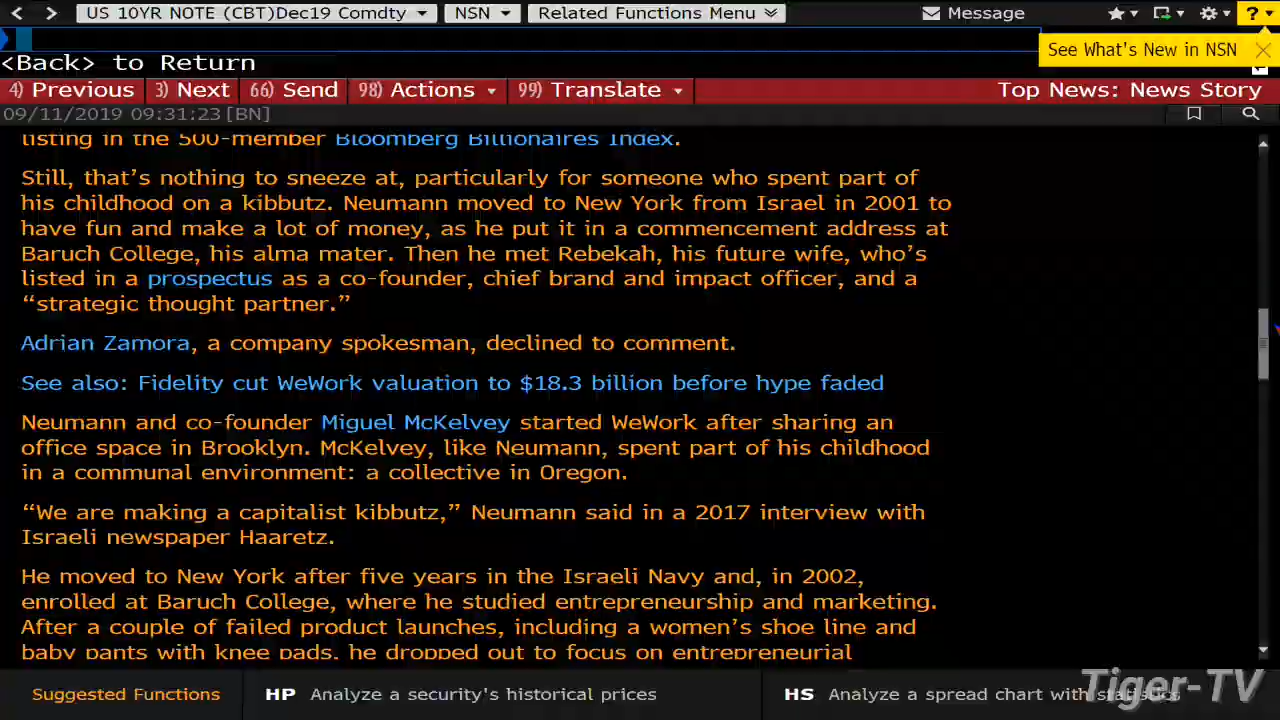 US 10YR NOTE (CBT)Dec19 Comdty NSN Related Functions Menu Message ?
See What's New in NSN
<Back> to Return
4) Previous 3) Next 66) Send 98) Actions 99) Translate Top News: News Story
09/11/2019 09:31:23 [BN]
listing in the 500-member Bloomberg Billionaires Index.
Still, that's nothing to sneeze at, particularly for someone who spent part of
his childhood on a kibbutz. Neumann moved to New York from Israel in 2001 to
have fun and make a lot of money, as he put it in a commencement address at
Baruch College, his alma mater. Then he met Rebekah, his future wife, who's
listed in a prospectus as a co-founder, chief brand and impact officer, and a
“strategic thought partner.”
Adrian Zamora, a company spokesman, declined to comment.
See also: Fidelity cut WeWork valuation to $18.3 billion before hype faded
Neumann and co-founder Miguel McKelvey started WeWork after sharing an
office space in Brooklyn. McKelvey, like Neumann, spent part of his childhood
in a communal environment: a collective in Oregon.
“We are making a capitalist kibbutz,” Neumann said in a 2017 interview with
Israeli newspaper Haaretz.
He moved to New York after five years in the Israeli Navy and, in 2002,
enrolled at Baruch College, where he studied entrepreneurship and marketing.
After a couple of failed product launches, including a women's shoe line and
baby pants with knee pads, he dropped out to focus on entrepreneurial
Suggested Functions HP Analyze a security's historical prices HS Analyze a spread chart with statistics
Tiger-TV